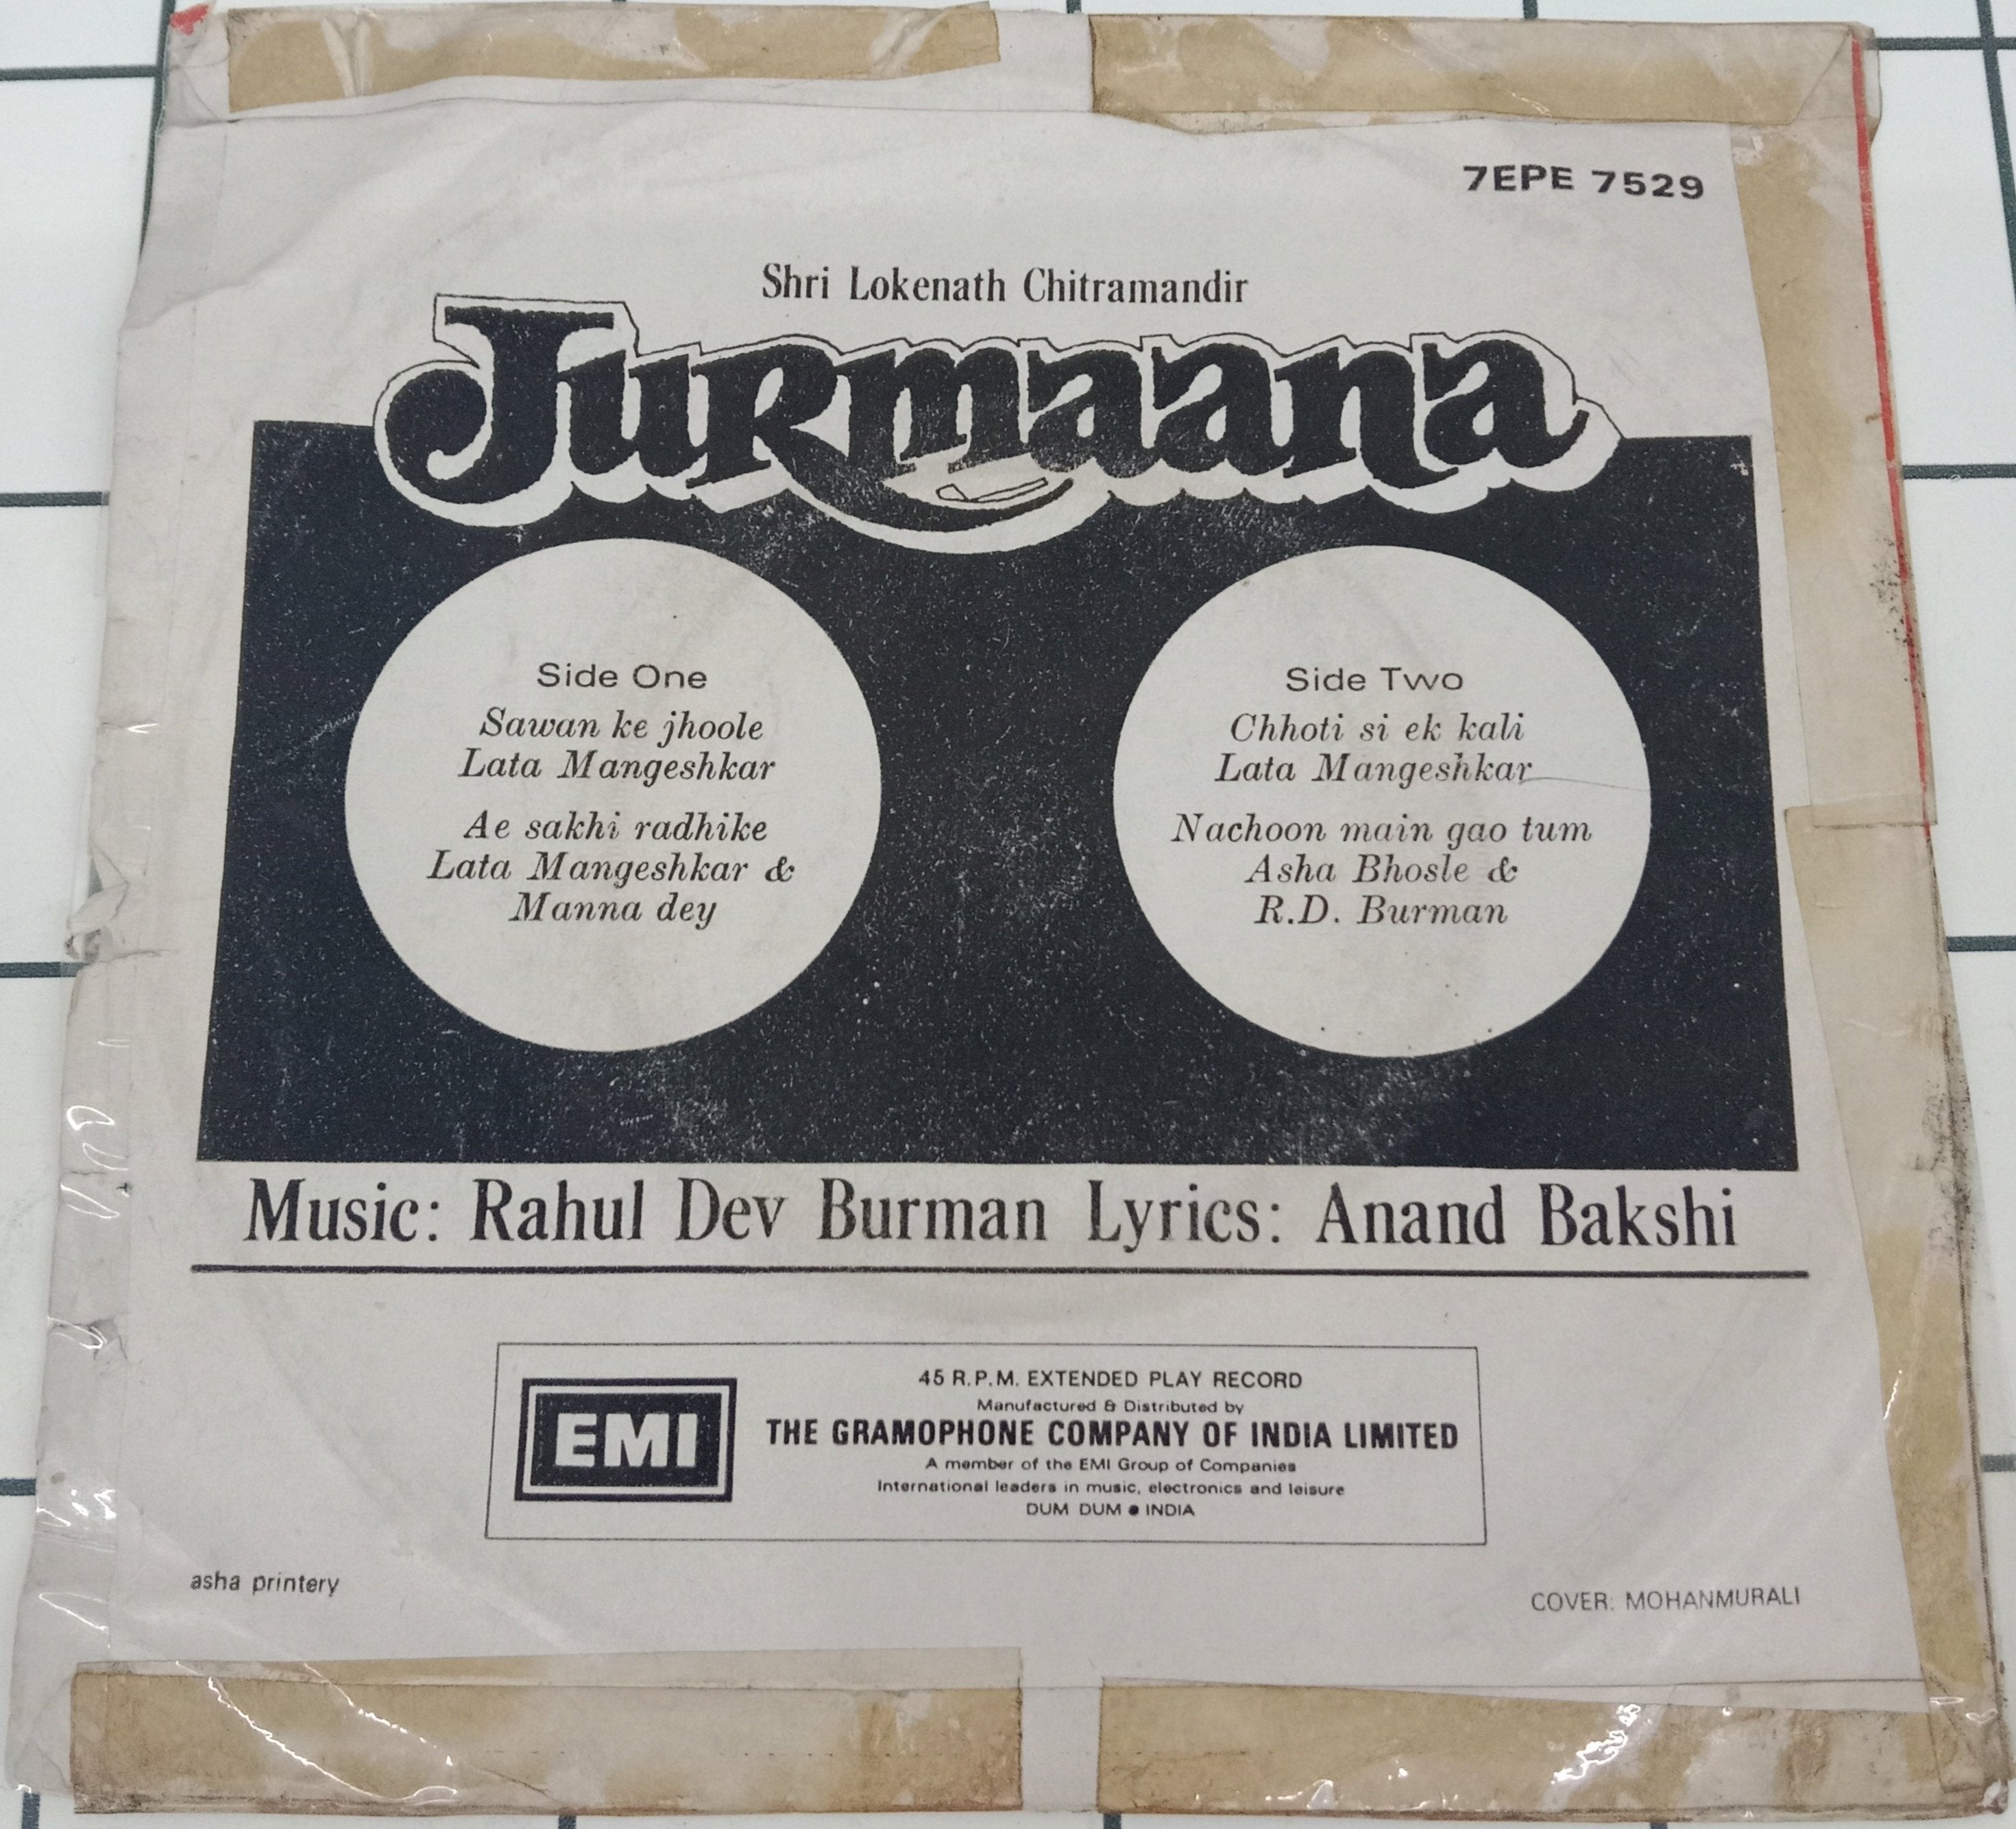 7EPE 7529
Shri Lokenath Chitramandir
Jurmaana
Side One
Sawan ke jhoole
Lata Mangeshkar
Ae sakhi radhike
Lata Mangeshkar &
Manna dey
Side Two
Chhoti si ek kali
Lata Mangeshkar
Nachoon main gao tum
Asha Bhosle &
R.D. Burman
Music: Rahul Dev Burman Lyrics: Anand Bakshi
EMI
45 R.P.M. EXTENDED PLAY RECORD
Manufactured & Distributed by
THE GRAMOPHONE COMPANY OF INDIA LIMITED
A member of the EMI Group of Companies
International leaders in music, electronics and leisure
DUM DUM ● INDIA
asha printery
COVER: MOHANMURALI